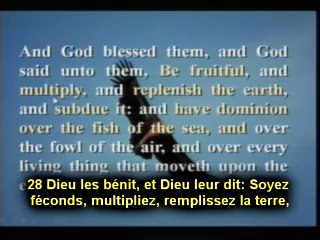 And God blessed them, and God
said unto them, Be fruitful, and
multiply, and replenish the earth,
and subdue it: and have dominion
over the fish of the sea, and over
the fowl of the air, and over every
living thing that moveth upon the
28 Dieu les bénit, et Dieu leur dit: Soyez
féconds, multipliez, remplissez la terre,